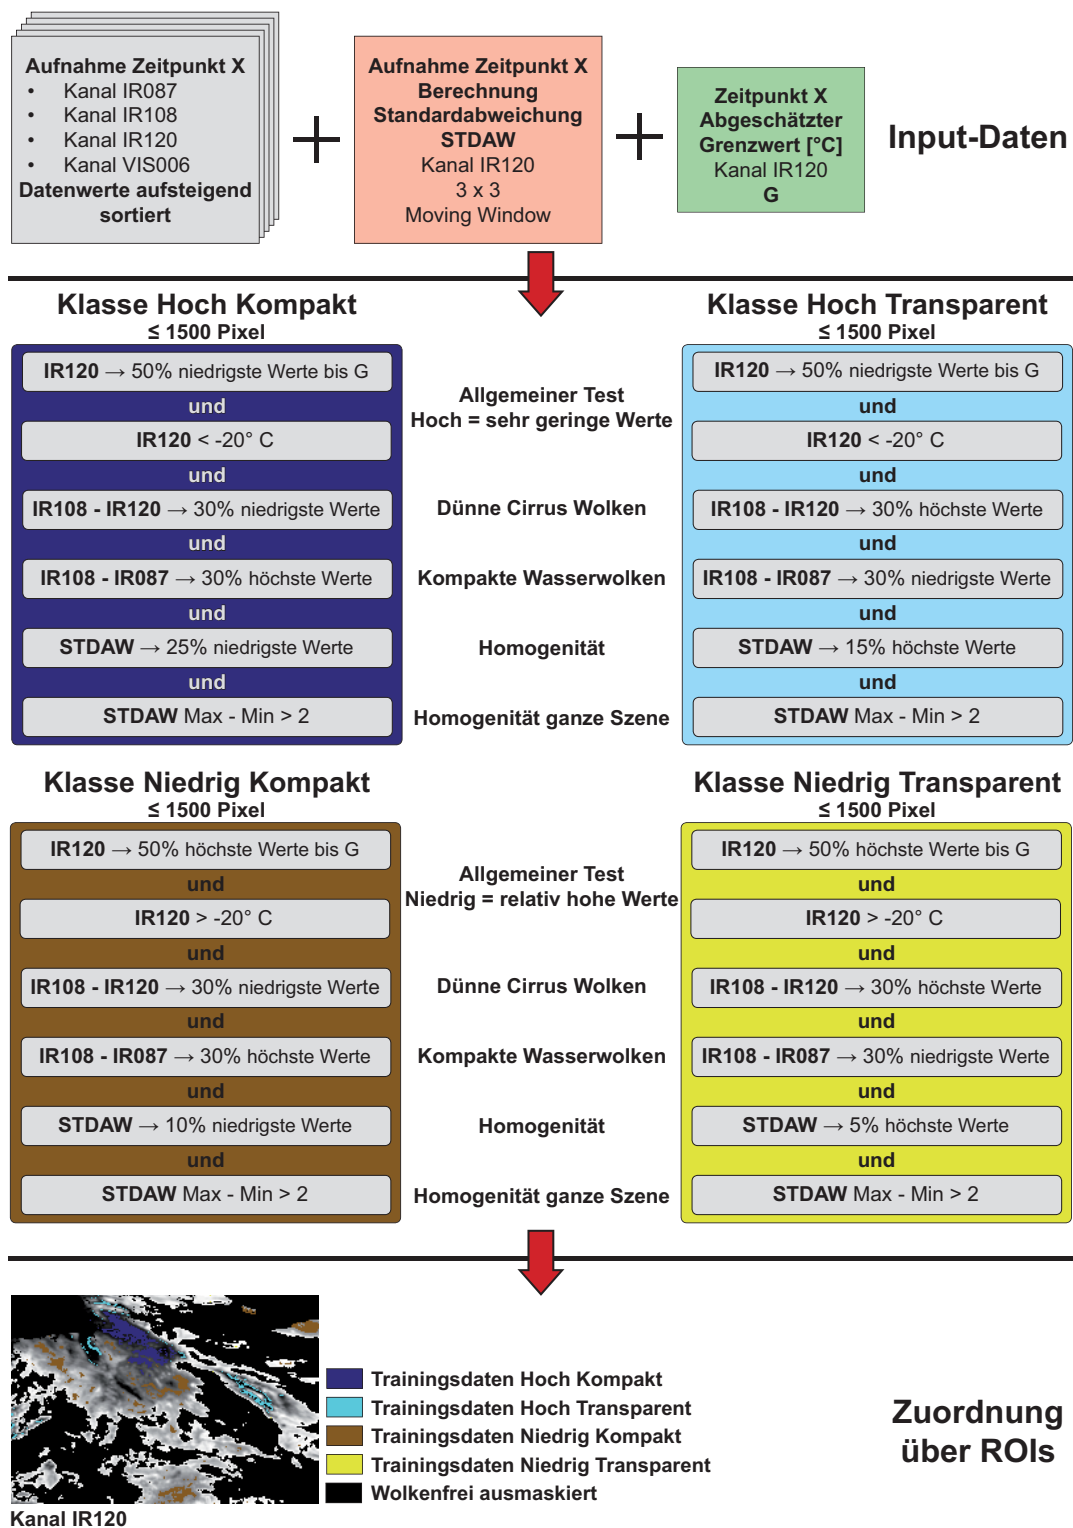 Aufnahme Zeitpunkt X
• Kanal IR087
• Kanal IR108
• Kanal IR120
• Kanal VIS006
Datenwerte aufsteigend
sortiert
Aufnahme Zeitpunkt X
Berechnung
Standardabweichung
STDAW
Kanal IR120
3 x 3
Moving Window
Zeitpunkt X
Abgeschätzter
Grenzwert [°C]
Kanal IR120
G
Input-Daten
Klasse Hoch Kompakt
≤ 1500 Pixel
IR120 → 50% niedrigste Werte bis G
und
IR120 < -20° C
und
IR108 - IR120 → 30% niedrigste Werte
und
IR108 - IR087 → 30% höchste Werte
und
STDAW → 25% niedrigste Werte
und
STDAW Max - Min > 2
Allgemeiner Test
Hoch = sehr geringe Werte
Dünne Cirrus Wolken
Kompakte Wasserwolken
Homogenität
Homogenität ganze Szene
Klasse Hoch Transparent
≤ 1500 Pixel
IR120 → 50% niedrigste Werte bis G
und
IR120 < -20° C
und
IR108 - IR120 → 30% höchste Werte
und
IR108 - IR087 → 30% niedrigste Werte
und
STDAW → 15% höchste Werte
und
STDAW Max - Min > 2
Klasse Niedrig Kompakt
≤ 1500 Pixel
IR120 → 50% höchste Werte bis G
und
IR120 > -20° C
und
IR108 - IR120 → 30% niedrigste Werte
und
IR108 - IR087 → 30% höchste Werte
und
STDAW → 10% niedrigste Werte
und
STDAW Max - Min > 2
Allgemeiner Test
Niedrig = relativ hohe Werte
Dünne Cirrus Wolken
Kompakte Wasserwolken
Homogenität
Homogenität ganze Szene
Klasse Niedrig Transparent
≤ 1500 Pixel
IR120 → 50% höchste Werte bis G
und
IR120 > -20° C
und
IR108 - IR120 → 30% höchste Werte
und
IR108 - IR087 → 30% niedrigste Werte
und
STDAW → 5% höchste Werte
und
STDAW Max - Min > 2
Kanal IR120
Trainingsdaten Hoch Kompakt
Trainingsdaten Hoch Transparent
Trainingsdaten Niedrig Kompakt
Trainingsdaten Niedrig Transparent
Wolkenfrei ausmaskiert
Zuordnung
über ROIs